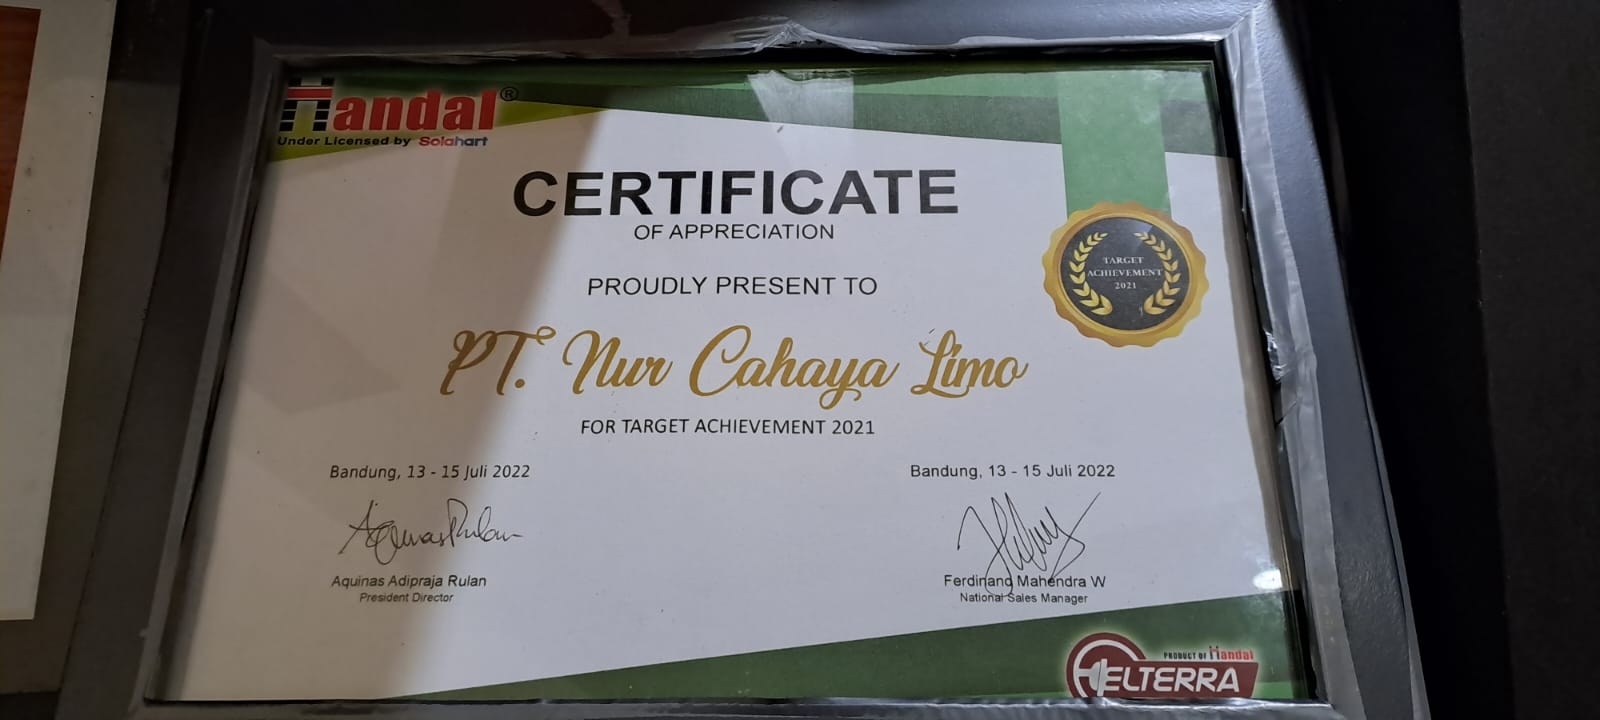 Handal®
Under Licensed by Solahart
CERTIFICATE
OF APPRECIATION
PROUDLY PRESENT TO
TARGET
ACHIEVEMENT
2021
PT. Nur Cahaya Limo
FOR TARGET ACHIEVEMENT 2021
Bandung, 13 - 15 Juli 2022
Aquinas Rulan
Aquinas Adipraja Rulan
President Director
Bandung, 13 - 15 Juli 2022
Ferdinand Mahendra W
National Sales Manager
PRODUCT OF Handal
HELTERRA